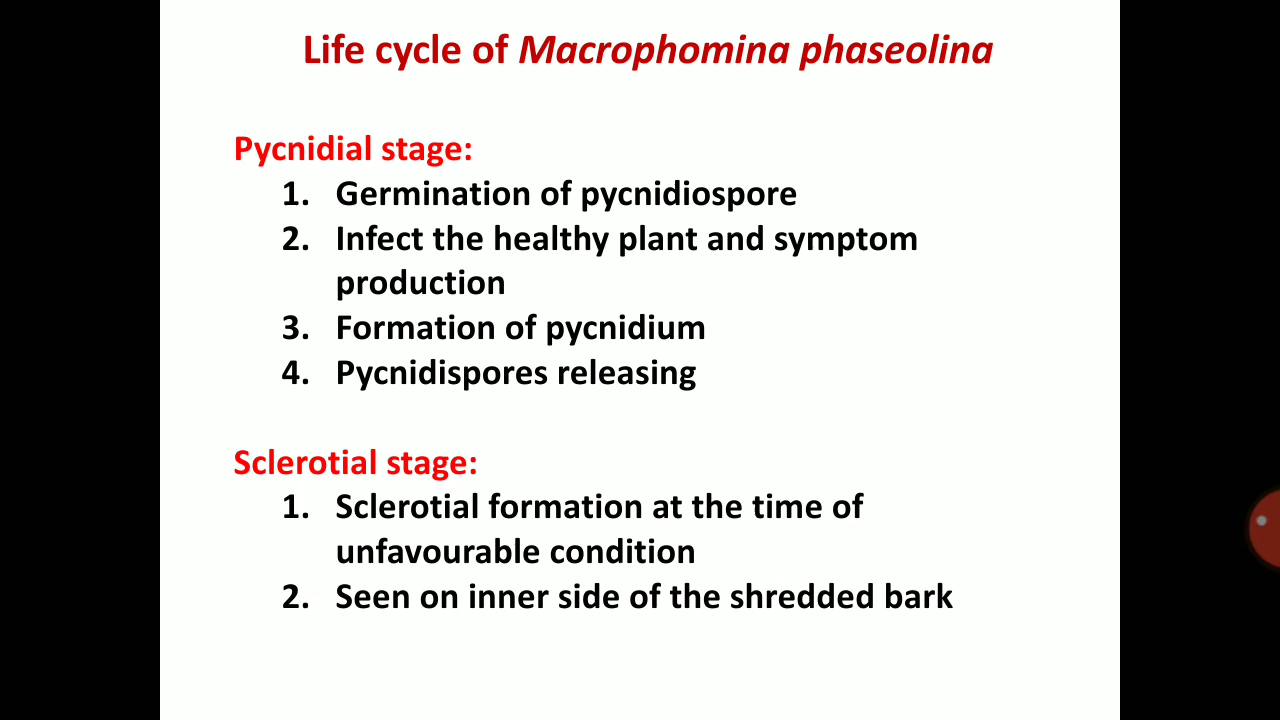 Life cycle of Macrophomina phaseolina
Pycnidial stage:
1. Germination of pycnidiospore
2. Infect the healthy plant and symptom
production
3. Formation of pycnidium
4. Pycnidispores releasing
Sclerotial stage:
1. Sclerotial formation at the time of
unfavourable condition
2. Seen on inner side of the shredded bark